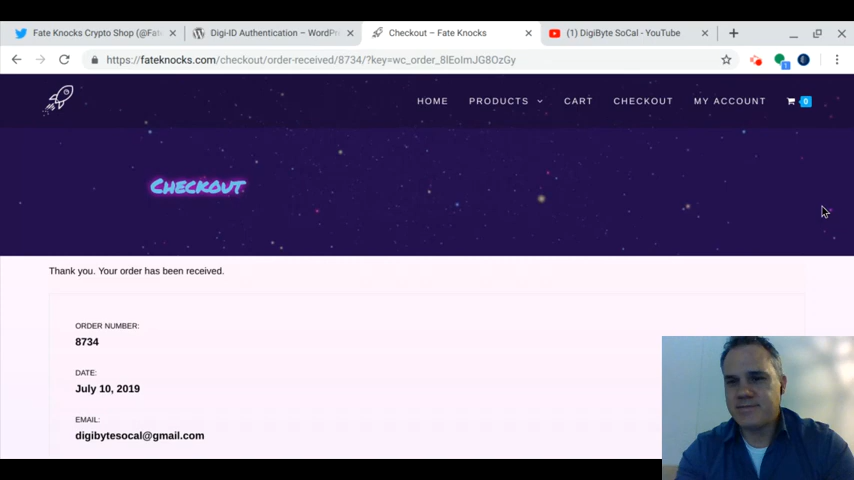 Fate Knocks Crypto Shop (@Fat
Digi-ID Authentication – WordPr
Checkout – Fate Knocks
(1) DigiByte SoCal - YouTube
https://fateknocks.com/checkout/order-received/8734/?key=wc_order_8lEoImJG8OzGy
1
HOME
PRODUCTS
CART
CHECKOUT
MY ACCOUNT
0
Checkout
Thank you. Your order has been received.
ORDER NUMBER:
8734
DATE:
July 10, 2019
EMAIL:
digibytesocal@gmail.com